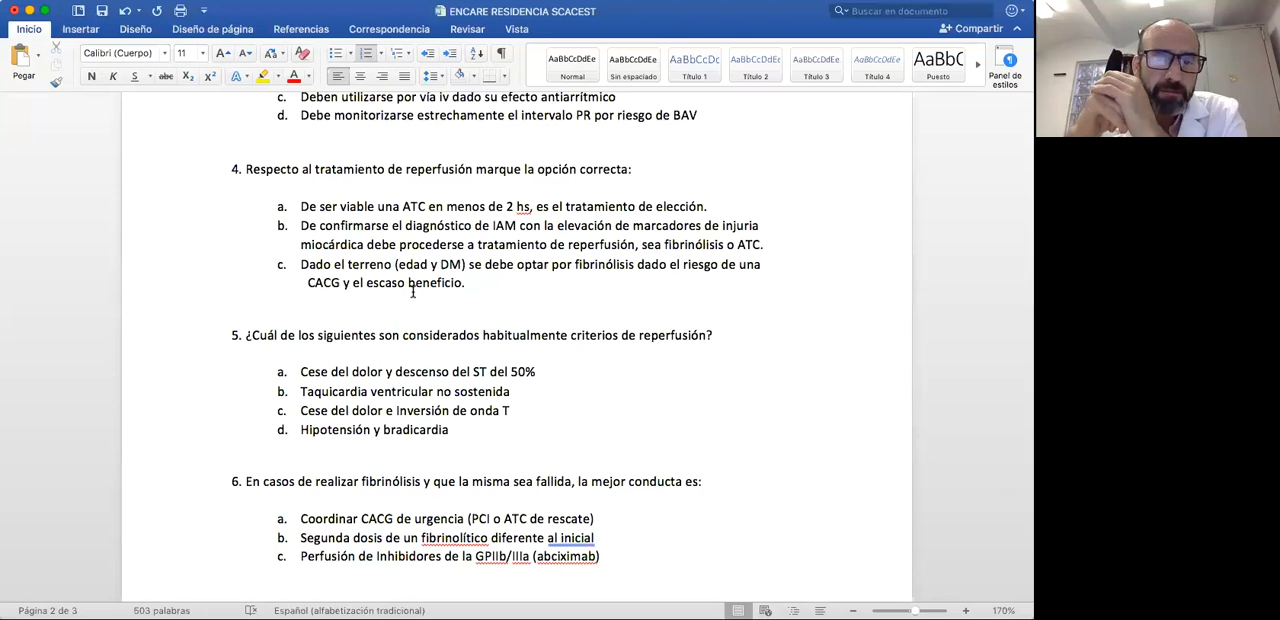 ENCARE RESIDENCIA SCACEST
Buscar en documento
Inicio Insertar Diseño Diseño de página Referencias Correspondencia Revisar Vista
Compartir
Pegar
Calibri (Cuerpo) 11
N K S abc X₂ X²
AaBbCcDdEe AaBbCcDdEe AaBbCcDc AaBbCcDdEe AaBbCcDdEe AaBbCcDdEe AaBbC
Normal Sin espaciado Título 1 Título 2 Título 3 Título 4 Puesto
Panel de
estilos
c. Deben utilizarse por vía iv dado su efecto antiarrítmico
d. Debe monitorizarse estrechamente el intervalo PR por riesgo de BAV
4. Respecto al tratamiento de reperfusión marque la opción correcta:
a. De ser viable una ATC en menos de 2 hs, es el tratamiento de elección.
b. De confirmarse el diagnóstico de IAM con la elevación de marcadores de injuria
miocárdica debe procederse a tratamiento de reperfusión, sea fibrinólisis o ATC.
c. Dado el terreno (edad y DM) se debe optar por fibrinólisis dado el riesgo de una
CACG y el escaso beneficio.
5. ¿Cuál de los siguientes son considerados habitualmente criterios de reperfusión?
a. Cese del dolor y descenso del ST del 50%
b. Taquicardia ventricular no sostenida
c. Cese del dolor e Inversión de onda T
d. Hipotensión y bradicardia
6. En casos de realizar fibrinólisis y que la misma sea fallida, la mejor conducta es:
a. Coordinar CACG de urgencia (PCI o ATC de rescate)
b. Segunda dosis de un fibrinolítico diferente al inicial
c. Perfusión de Inhibidores de la GPIIb/IIIa (abciximab)
Página 2 de 3 503 palabras Español (alfabetización tradicional) 170%